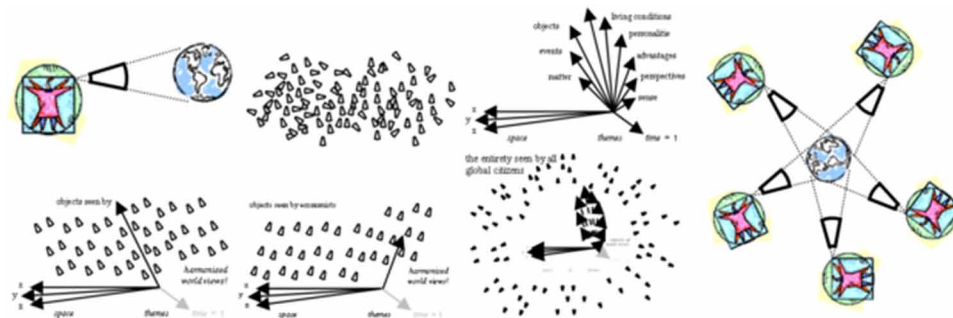 living conditions
objects
personalitie
events
advantages
matter
perspectives
sense
x
y
x
space
themes
time = 1
the entirety seen by all
global citizens
objects seen by
harmonized
world views!
x
y
x
space
themes
time = 1
objects seen by economists
harmonized
world views!
x
y
x
space
themes
time = 1